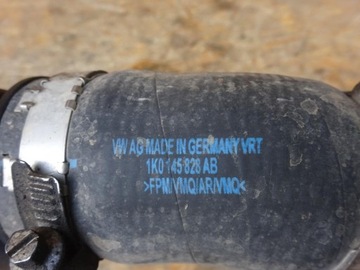 VW AG MADE IN GERMANY VRT
1K0 145 828 AB
>FPM/VMQ/AR/VMQ<